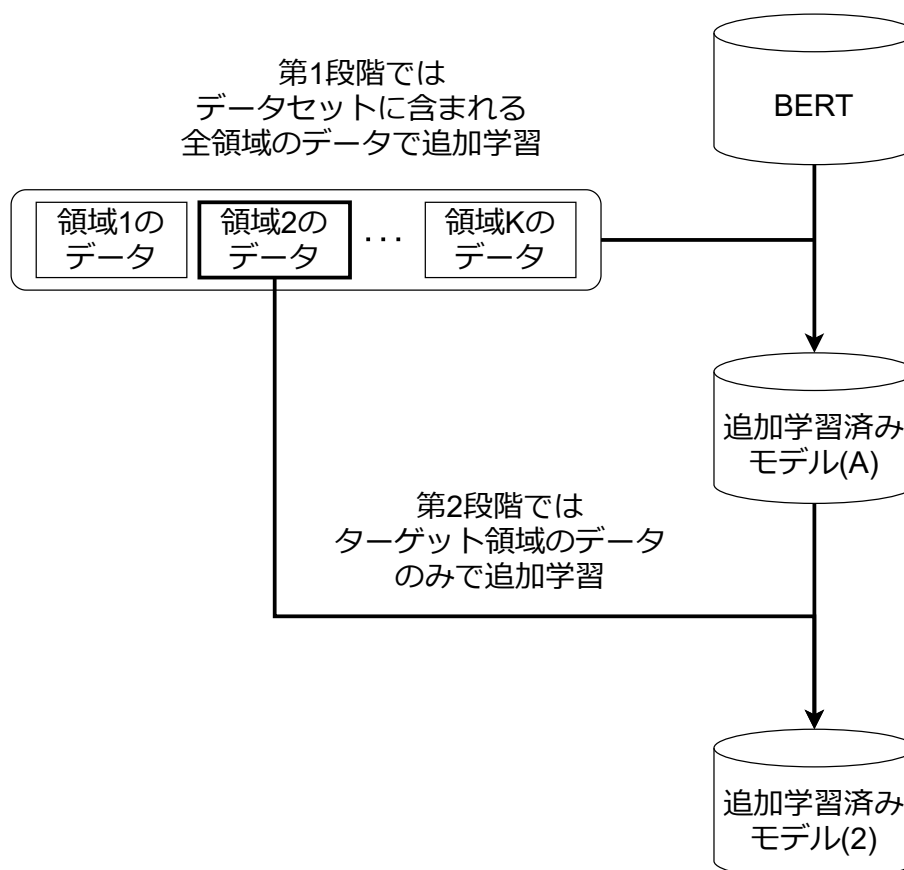 第1段階では
データセットに含まれる
全領域のデータで追加学習
BERT
領域1の
データ
領域2の
データ
...
領域Kの
データ
追加学習済み
モデル(A)
第2段階では
ターゲット領域のデータ
のみで追加学習
追加学習済み
モデル(2)